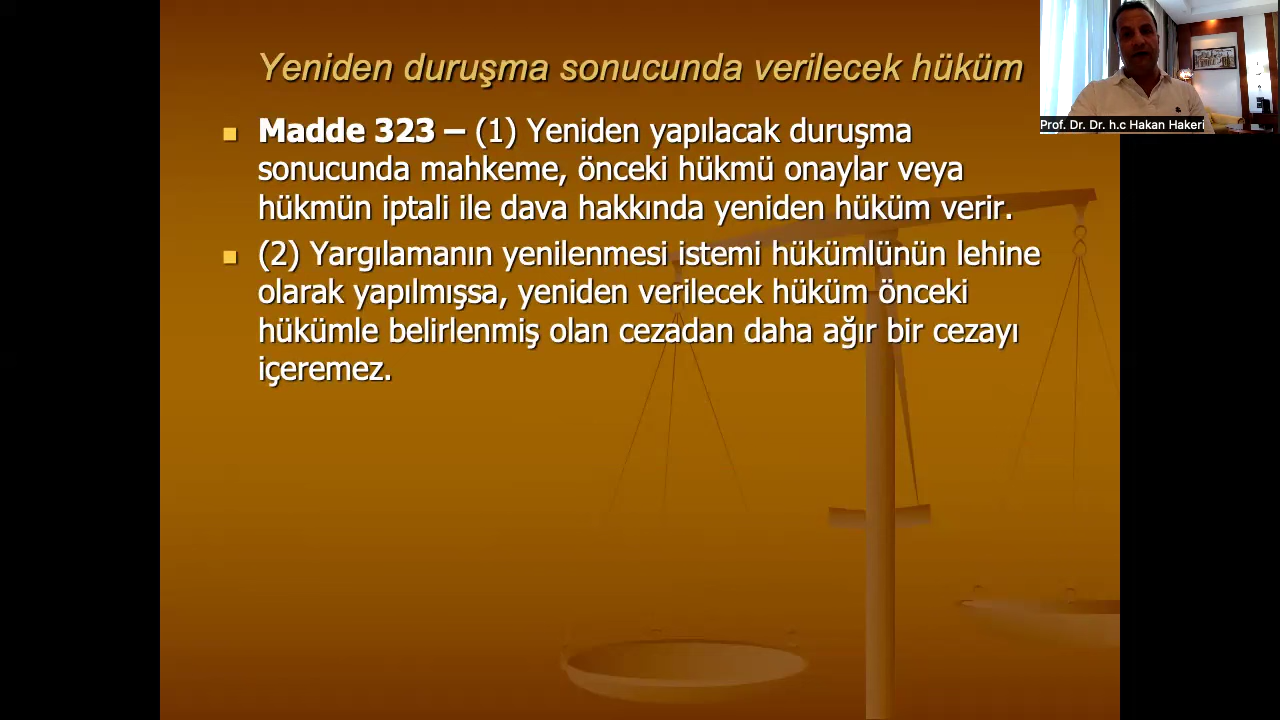 Yeniden duruşma sonucunda verilecek hüküm
Madde 323 – (1) Yeniden yapılacak duruşma
sonucunda mahkeme, önceki hükmü onaylar veya
hükmün iptali ile dava hakkında yeniden hüküm verir.
(2) Yargılamanın yenilenmesi istemi hükümlünün lehine
olarak yapılmışsa, yeniden verilecek hüküm önceki
hükümle belirlenmiş olan cezadan daha ağır bir cezayı
içeremez.
Prof. Dr. Dr. h.c Hakan Hakeri